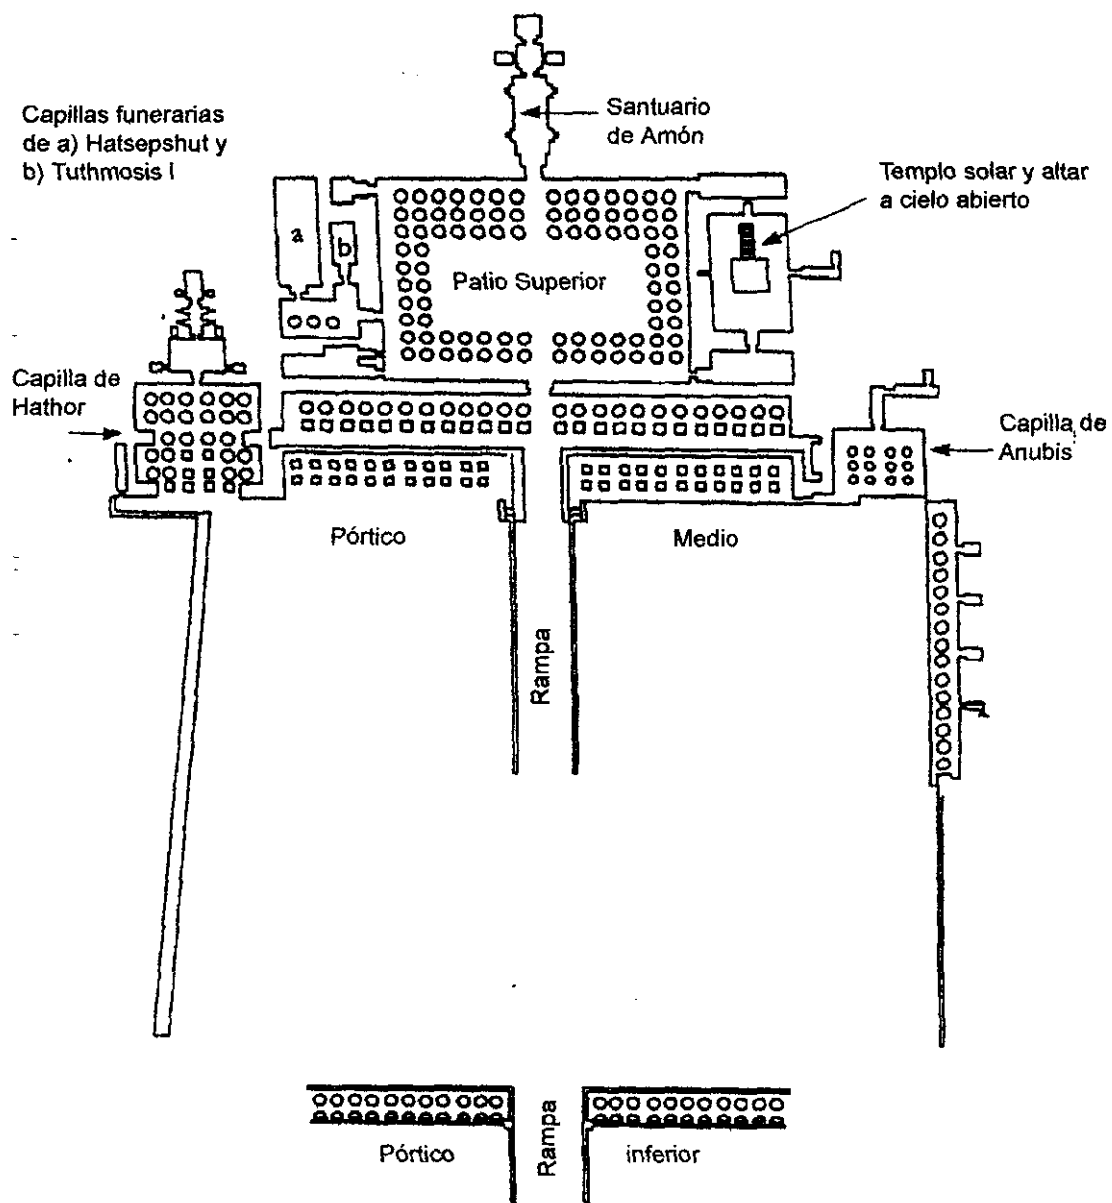 Capillas funerarias
de a) Hatsepshut y
b) Tuthmosis I
Santuario
de Amón
Templo solar y altar
a cielo abierto
a
b
Patio Superior
Capilla de
Hathor
Capilla de
Anubis
Pórtico
Medio
Rampa
Pórtico
Rampa
inferior